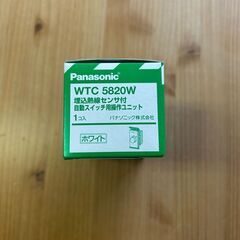 Panasonic
WTC 5820W
埋込熱線センサ付
自動スイッチ用操作ユニット
1コ入
パナソニック株式会社
ホワイト